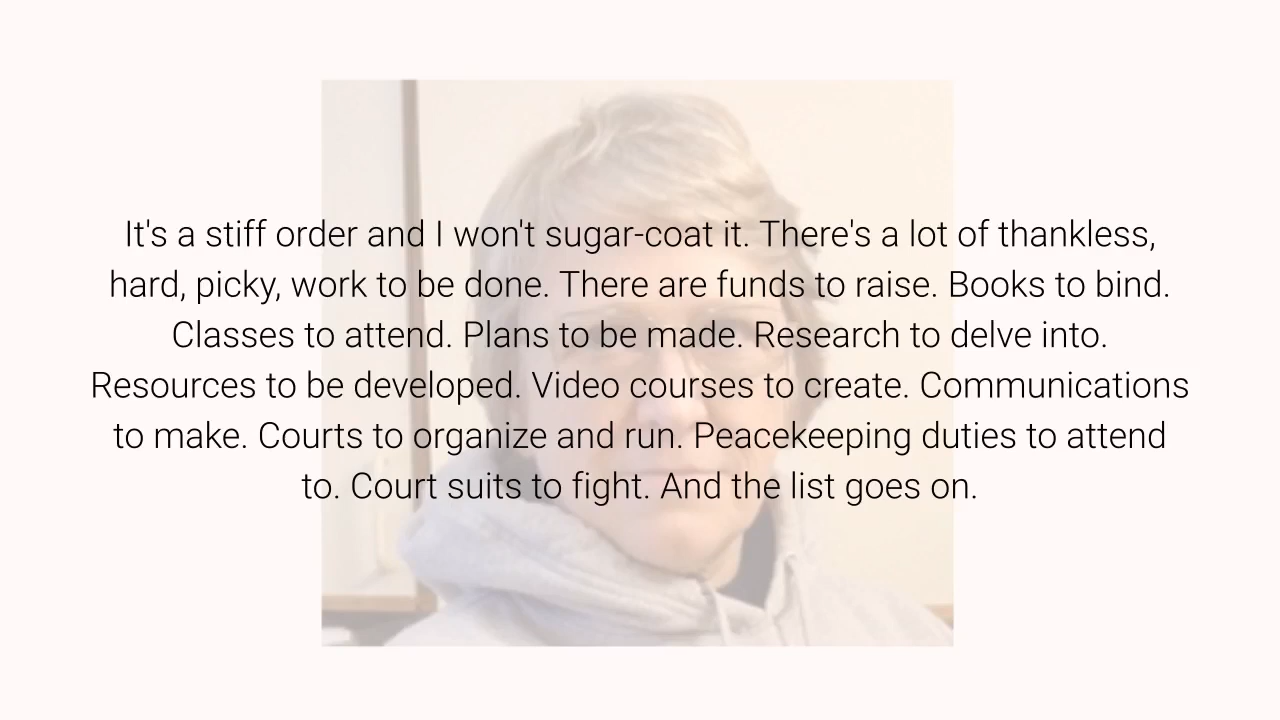 It's a stiff order and I won't sugar-coat it. There's a lot of thankless,
hard, picky, work to be done. There are funds to raise. Books to bind.
Classes to attend. Plans to be made. Research to delve into.
Resources to be developed. Video courses to create. Communications
to make. Courts to organize and run. Peacekeeping duties to attend
to. Court suits to fight. And the list goes on.